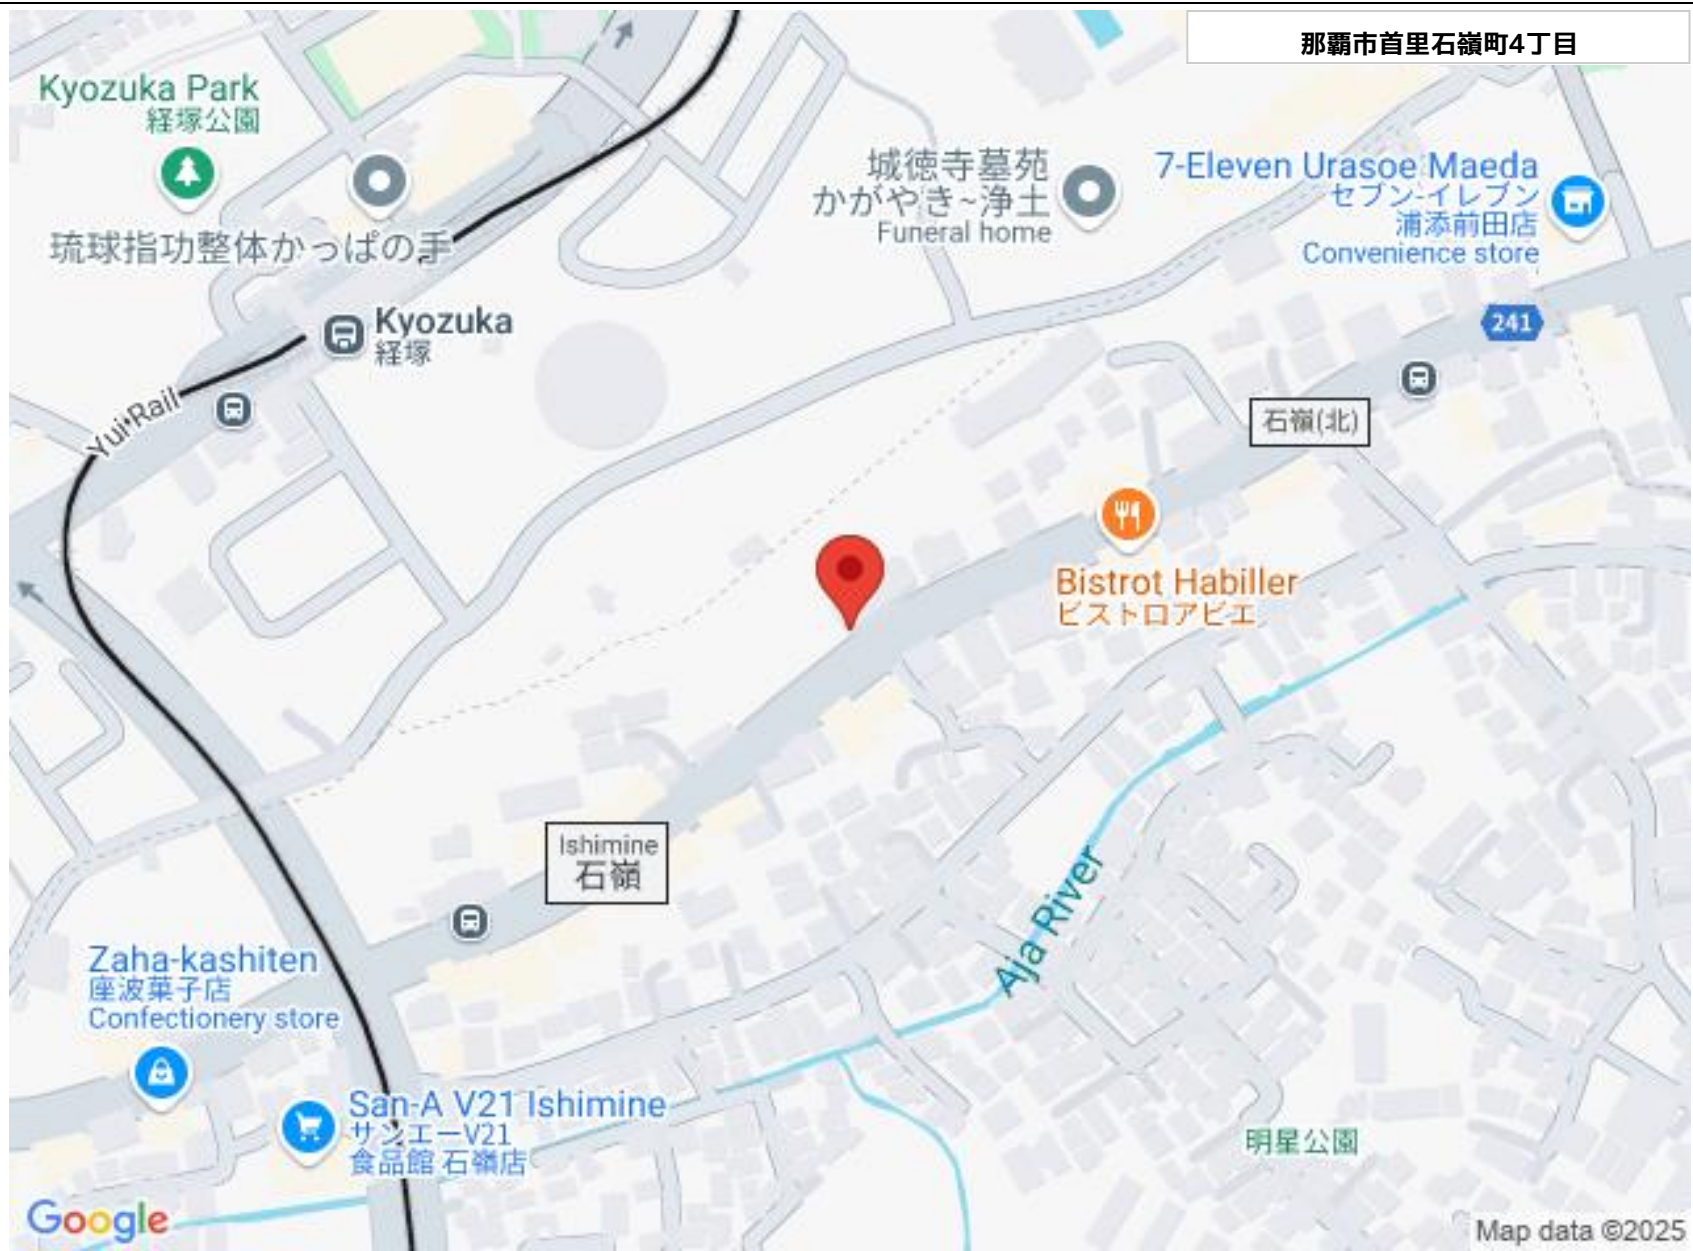 那覇市首里石嶺町4丁目
Kyozuka Park
経塚公園
琉球指功整体かっぱの手
城徳寺墓苑
かがやき~浄土
Funeral home
7-Eleven Urasoe Maeda
セブン-イレブン
浦添前田店
Convenience store
241
Kyozuka
経塚
Yui Rail
石嶺(北)
Bistrot Habiller
ビストロアビエ
Ishimine
石嶺
Aja River
Zaha-kashiten
座波菓子店
Confectionery store
San-A V21 Ishimine
サンエーV21
食品館 石嶺店
明星公園
Google
Map data ©2025